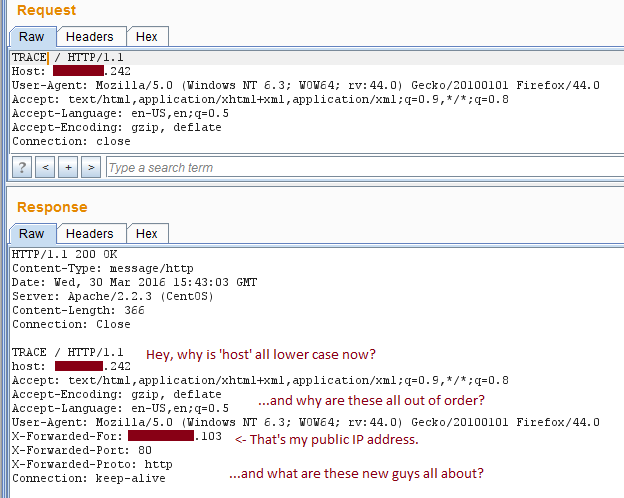 Request
Raw Headers Hex
TRACE / HTTP/1.1
Host: .242
User-Agent: Mozilla/5.0 (Windows NT 6.3; WOW64; rv:44.0) Gecko/20100101 Firefox/44.0
Accept: text/html,application/xhtml+xml,application/xml;q=0.9,*/*;q=0.8
Accept-Language: en-US,en;q=0.5
Accept-Encoding: gzip, deflate
Connection: close
? < + > Type a search term
Response
Raw Headers Hex
HTTP/1.1 200 OK
Content-Type: message/http
Date: Wed, 30 Mar 2016 15:43:03 GMT
Server: Apache/2.2.3 (CentOS)
Content-Length: 366
Connection: Close
TRACE / HTTP/1.1 Hey, why is 'host' all lower case now?
host: .242
Accept: text/html,application/xhtml+xml,application/xml;q=0.9,*/*;q=0.8
Accept-Encoding: gzip, deflate ...and why are these all out of order?
Accept-Language: en-US,en;q=0.5
User-Agent: Mozilla/5.0 (Windows NT 6.3; WOW64; rv:44.0) Gecko/20100101 Firefox/44.0
X-Forwarded-For: .103 <- That's my public IP address.
X-Forwarded-Port: 80
X-Forwarded-Proto: http
Connection: keep-alive ...and what are these new guys all about?